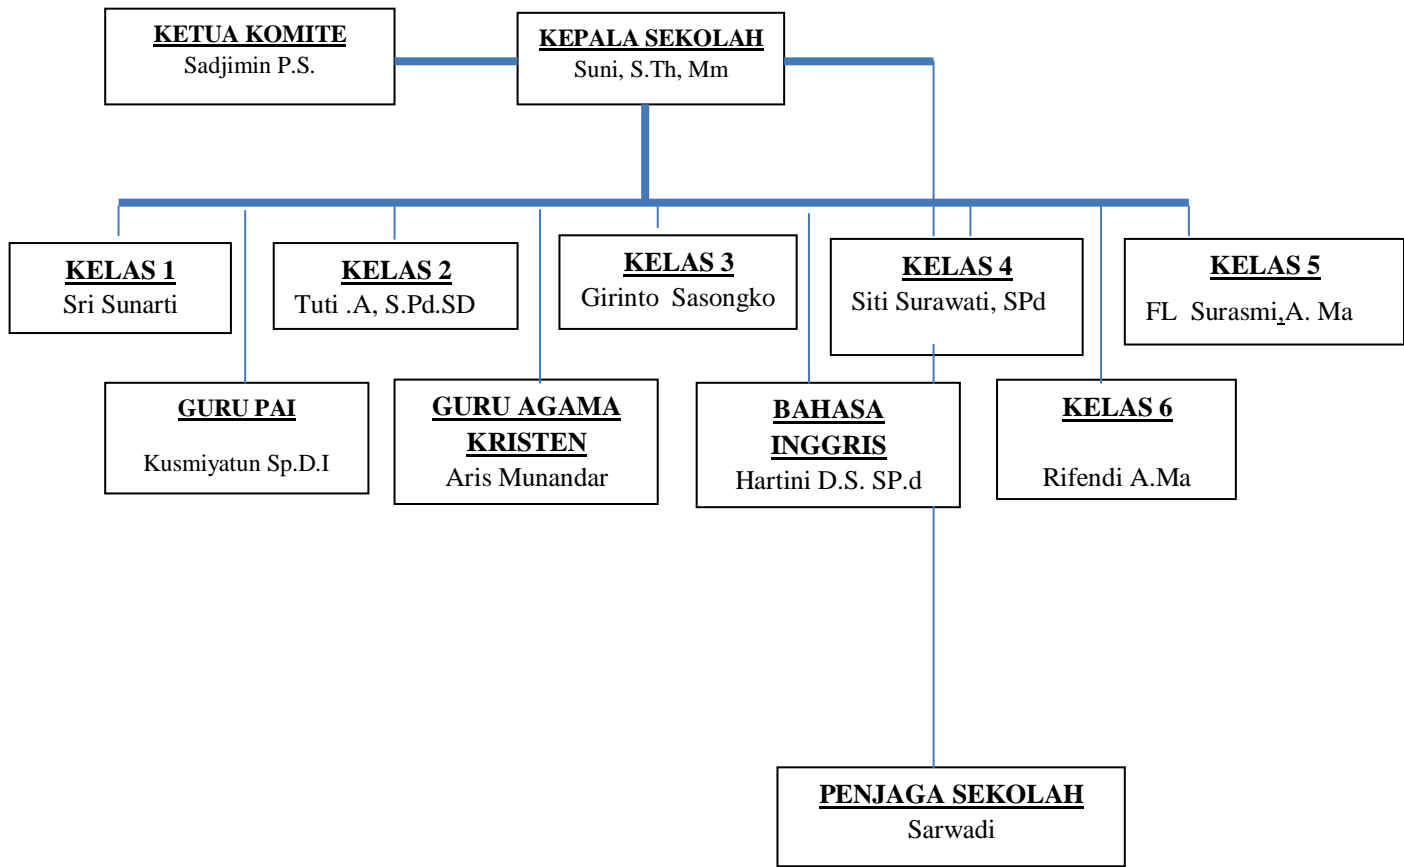 KETUA KOMITE
Sadjimin P.S.
KEPALA SEKOLAH
Suni, S.Th, Mm
KELAS 1
Sri Sunarti
KELAS 2
Tuti .A, S.Pd.SD
KELAS 3
Girinto  Sasongko
KELAS 4
Siti Surawati, SPd
KELAS 5
FL  Surasmi,A. Ma
GURU PAI
Kusmiyatun Sp.D.I
GURU AGAMA
KRISTEN
Aris Munandar
BAHASA
INGGRIS
Hartini D.S. SP.d
KELAS 6
Rifendi A.Ma
PENJAGA SEKOLAH
Sarwadi